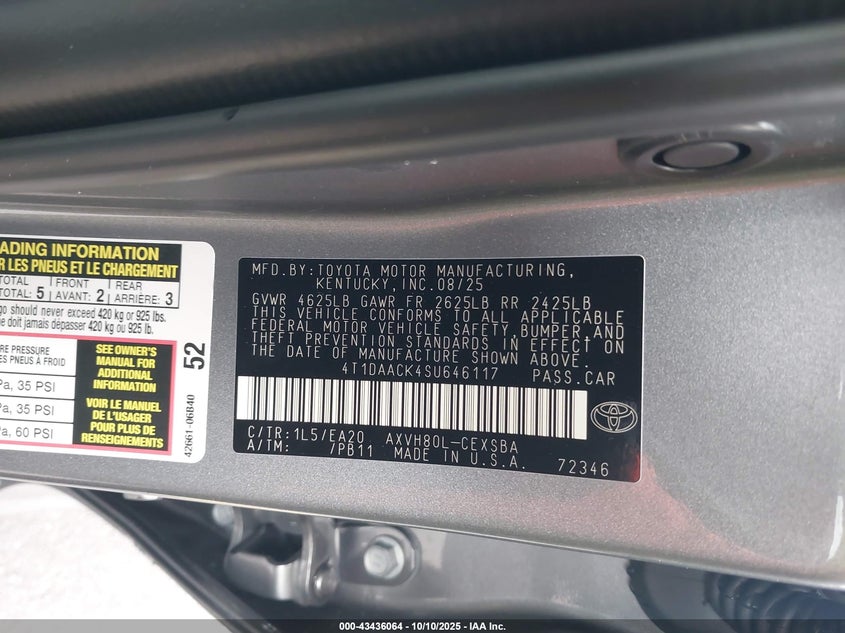 ADING INFORMATION
R LES PNEUS ET LE CHARGEMENT
TOTAL FRONT REAR
TOTAL: 5 AVANT: 2 ARRIÈRE: 3
go should never exceed 420 kg or 925 lbs.
e doit jamais dépasser 420 kg ou 925 lb.
E PRESSURE
ES PNEUS À FROID
Pa, 35 PSI
Pa, 35 PSI
Pa, 60 PSI
SEE OWNER'S
MANUAL FOR
ADDITIONAL
INFORMATION
VOIR LE MANUEL
DE L'USAGER
POUR PLUS DE
RENSEIGNEMENTS
52
42661-06B40
MFD.BY:TOYOTA MOTOR MANUFACTURING,
KENTUCKY,INC.08/25
GVWR 4625LB GAWR FR 2625LB RR 2425LB
THIS VEHICLE CONFORMS TO ALL APPLICABLE
FEDERAL MOTOR VEHICLE SAFETY,BUMPER,AND
THEFT PREVENTION STANDARDS IN EFFECT ON
THE DATE OF MANUFACTURE SHOWN ABOVE.
4T1DAACK4SU646117 PASS.CAR
C/TR:1L5/EA20 AXVH80L-CEXSBA
A/TM: /PB11 MADE IN U.S.A. 72346
000-43436064 - 10/10/2025 - IAA Inc.